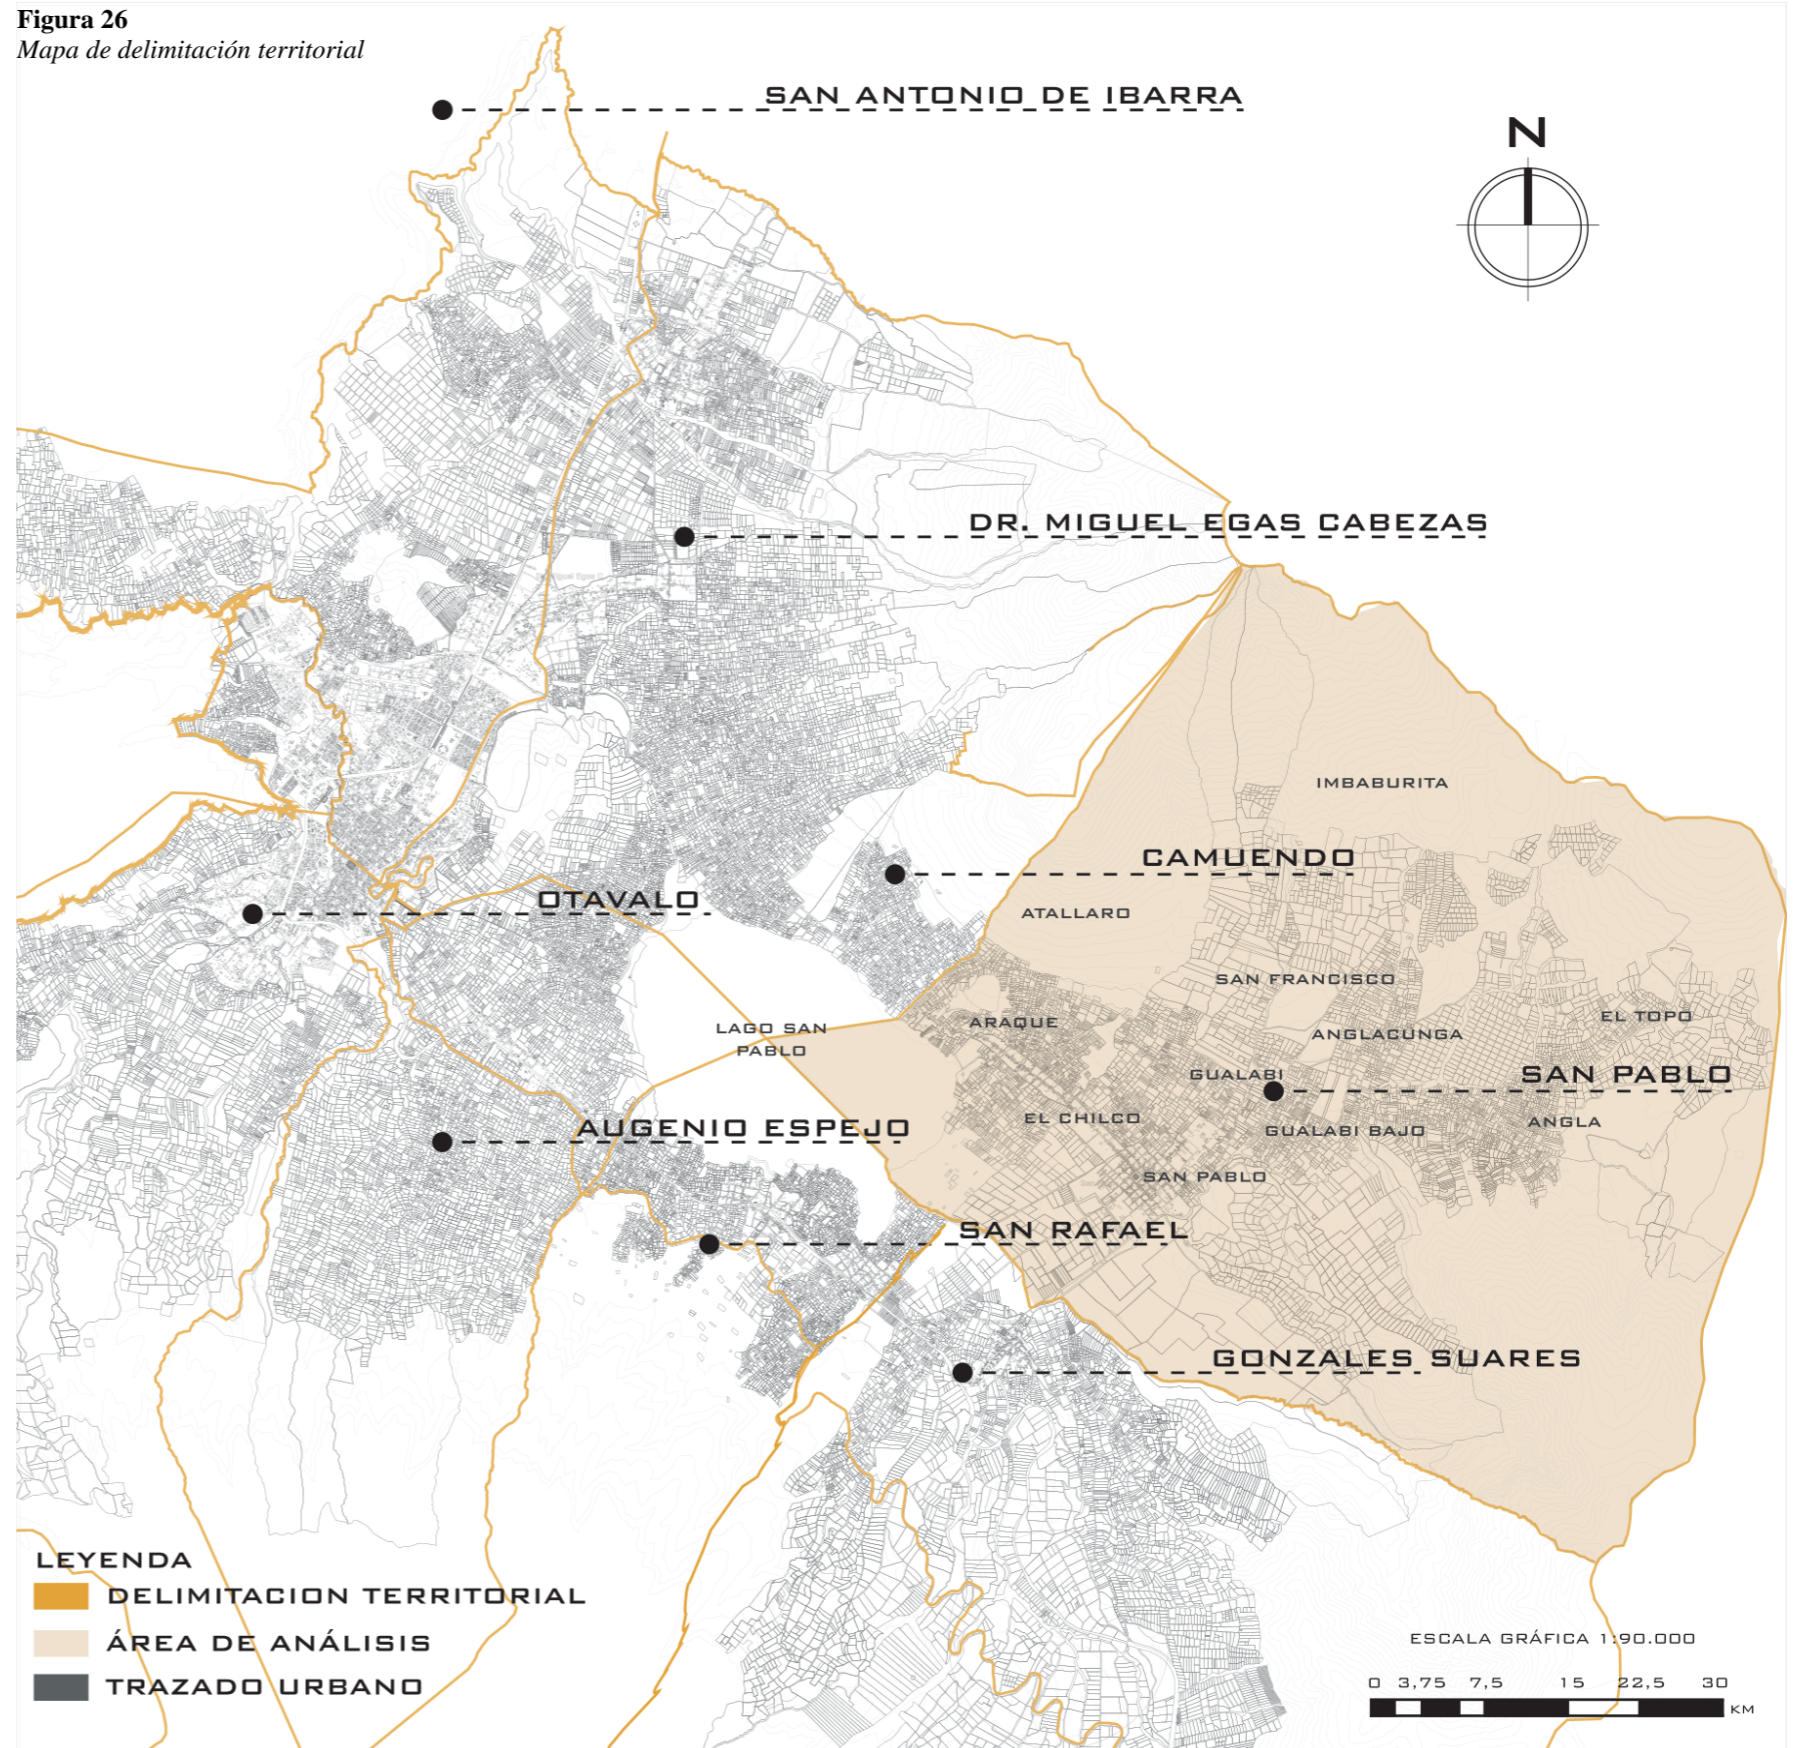 Figura 26
Mapa de delimitación territorial
SAN ANTONIO DE IBARRA
N
DR. MIGUEL EGAS CABEZAS
IMBABURITA
CAMUENDO
OTAVALO
ATALLARO
SAN FRANCISCO
EL TOPO
ARAQUE
LAGO SAN
PABLO
ANGLACUNGA
GUALABI
SAN PABLO
EL CHILCO
ANGLA
AUGENIO ESPEJO
GUALABI BAJO
SAN PABLO
SAN RAFAEL
GONZALES SUARES
LEYENDA
DELIMITACION TERRITORIAL
ÁREA DE ANÁLISIS
TRAZADO URBANO
ESCALA GRÁFICA 1:90.000
0 3,75 7,5 15 22,5 30
KM